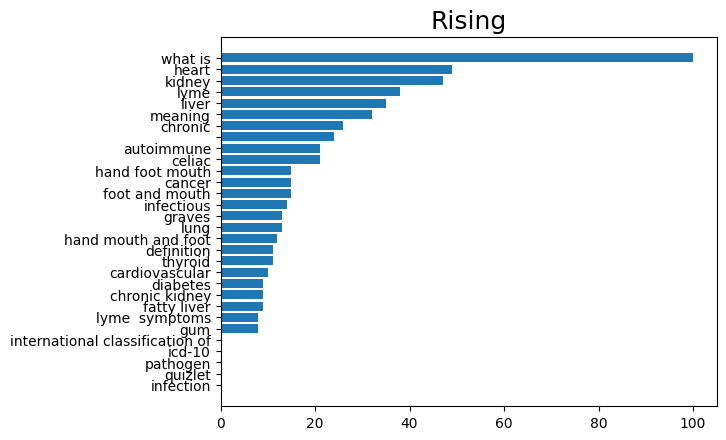 Rising
what is
heart
kidney
lyme
liver
meaning
chronic
autoimmune
celiac
hand foot mouth
cancer
foot and mouth
infectious
graves
lung
hand mouth and foot
definition
thyroid
cardiovascular
diabetes
chronic kidney
fatty liver
lyme  symptoms
gum
international classification of
icd-10
pathogen
quizlet
infection
0 20 40 60 80 100